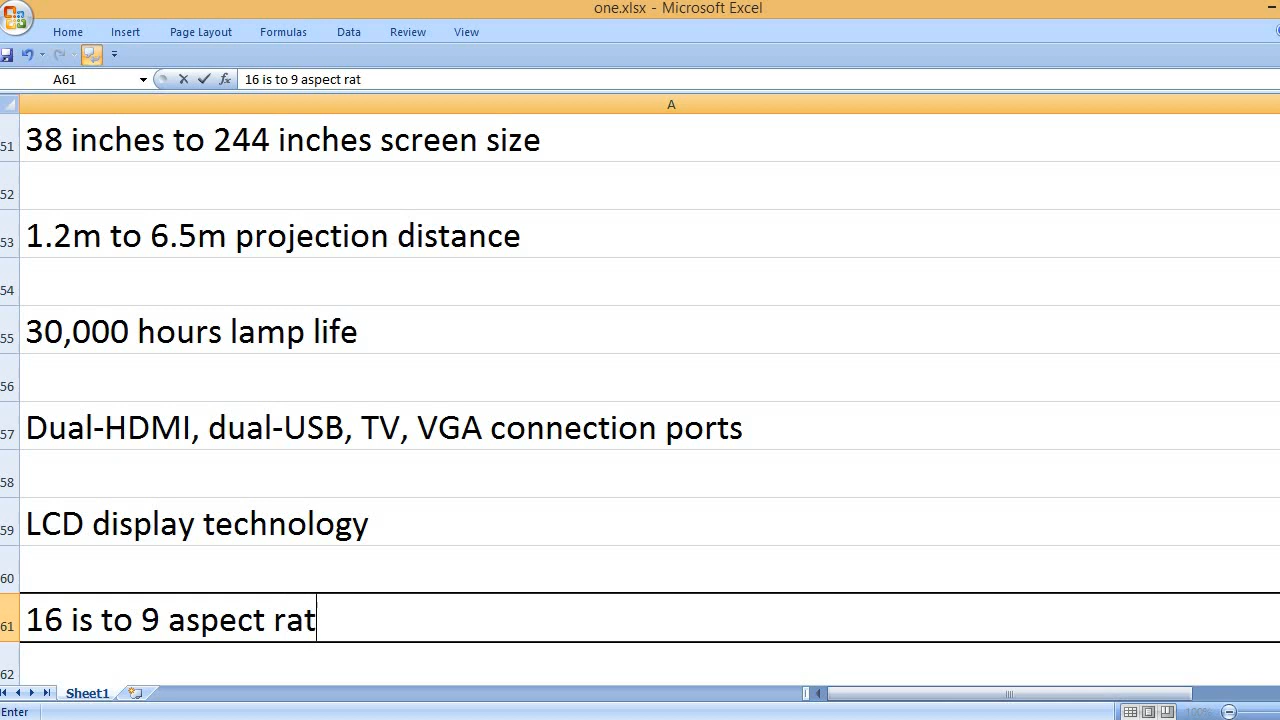 one.xlsx - Microsoft Excel
Home Insert Page Layout Formulas Data Review View
A61 fx 16 is to 9 aspect rat
A
51 38 inches to 244 inches screen size
52
53 1.2m to 6.5m projection distance
54
55 30,000 hours lamp life
56
57 Dual-HDMI, dual-USB, TV, VGA connection ports
58
59 LCD display technology
60
61 16 is to 9 aspect rat
62
Sheet1
Enter 100%